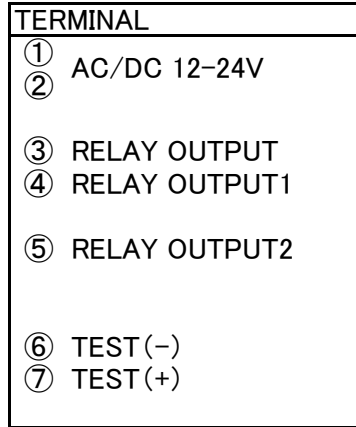 TERMINAL
①
AC/DC 12-24V
②
③ RELAY OUTPUT
④ RELAY OUTPUT1
⑤ RELAY OUTPUT2
⑥ TEST(-)
⑦ TEST(+)